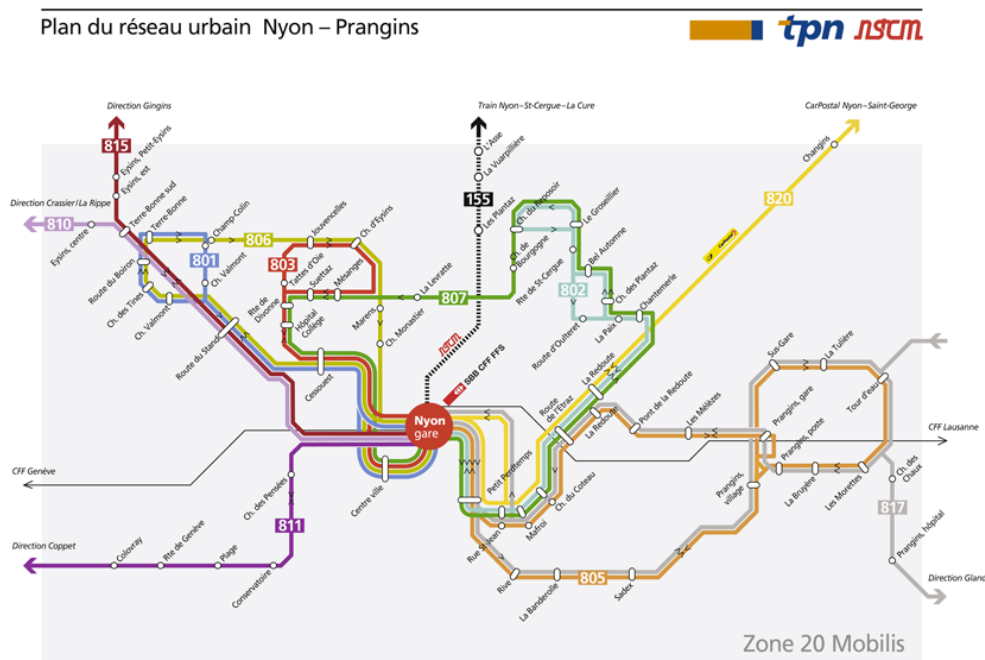 Plan du réseau urbain Nyon – Prangins
tpn nstcm
Direction Gingins
Train Nyon–St-Cergue–La Cure
CarPostal Nyon–Saint-George
815
Eysins, Petit-Eysins
Eysins, est
L'Asse
La Vuarpillière
Changins
Direction Crassier/La Rippe
810
Eysins, centre
Terre-Bonne sud
Terre-Bonne
Champ-Colin
806
801
Ch. Valmont
Route du Boiron
Ch. des Tines
Ch. Valmont
Route du Stand
Jouvencelles
Ch. d'Eysins
803
Tattes d'Oie
Suettaz
Mésanges
Rte de Divonne
Hôpital
Collège
Cessouest
Marens
Ch. Monastier
La Levratte
807
155
Les Plantaz
Ch. du Reposoir
Ch. de Bourgogne
Le Groseillier
Rte de St-Cergue
Bel Automne
802
Ch. des Plantaz
Chantemerle
La Paix
Route d'Oulteret
820
CarPostal
nstcm
SBB CFF FFS
Nyon
gare
La Redoute
Route de l'Etraz
La Redoute
Pont de la Redoute
Les Mélèzes
Sus-Gare
La Tulière
Tour d'eau
Prangins, gare
Prangins, poste
Prangins, village
La Bruyère
Les Morettes
CFF Lausanne
Ch. des Chaux
817
Prangins, hôpital
Direction Gland
CFF Genève
Centre ville
Petit Perdtemps
Ch. du Coteau
Mafroi
Rue St-Jean
Ch. des Pensées
811
Direction Coppet
Colovray
Rte de Genève
Plage
Conservatoire
Rive
La Banderolle
805
Sadex
Zone 20 Mobilis